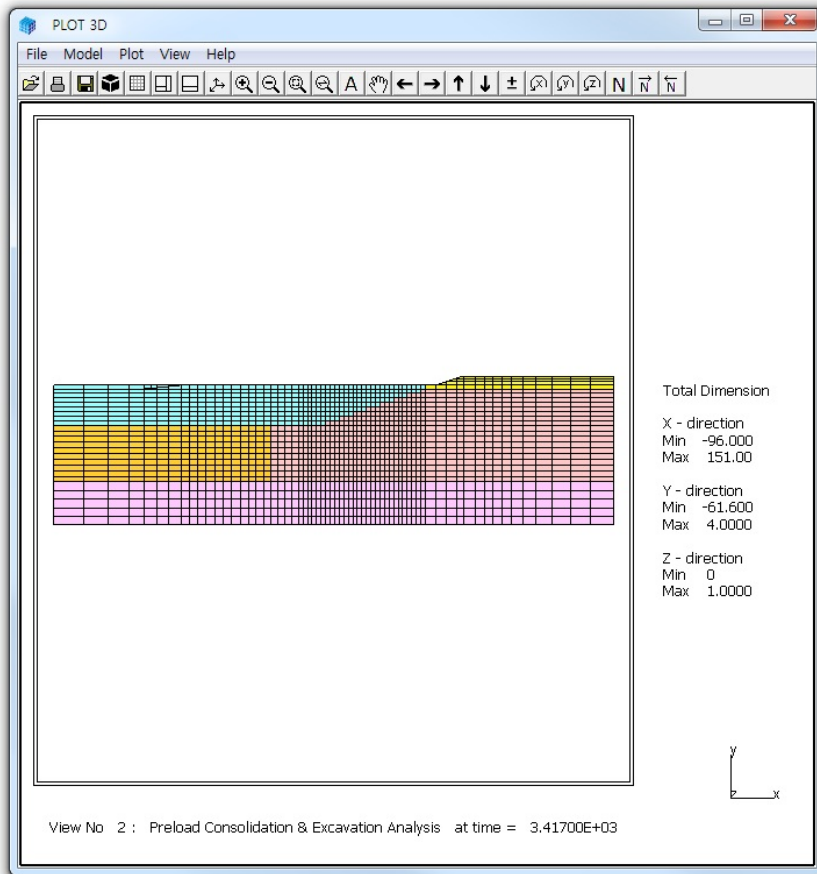 PLOT 3D
File Model Plot View Help
A ± X Y Z N N N
Total Dimension
X - direction
Min -96.000
Max 151.00
Y - direction
Min -61.600
Max 4.0000
Z - direction
Min 0
Max 1.0000
y
z x
View No 2 : Preload Consolidation & Excavation Analysis at time = 3.41700E+03